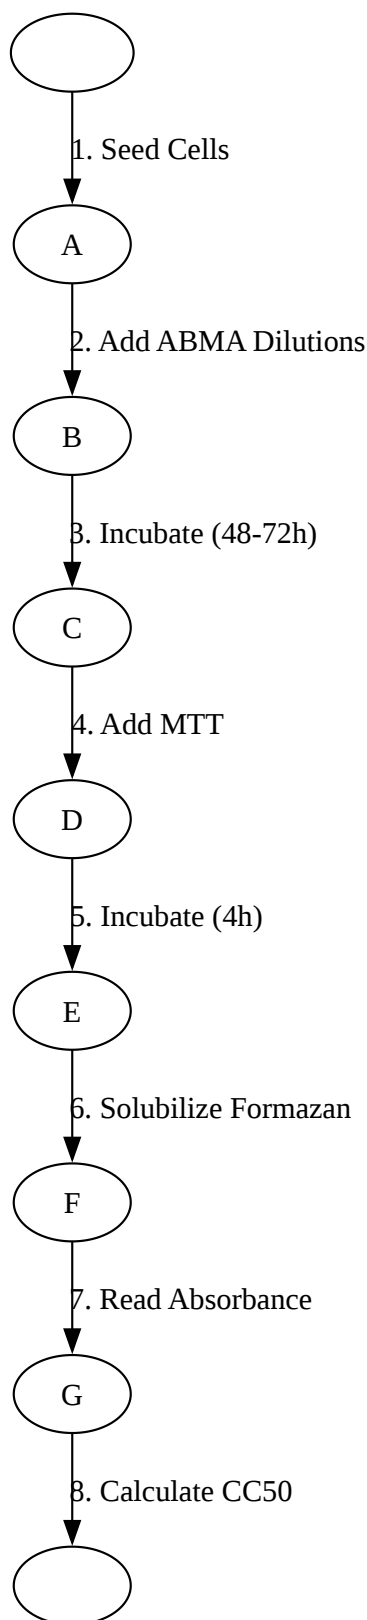 1. Seed Cells
A
2. Add ABMA Dilutions
B
3. Incubate (48-72h)
C
4. Add MTT
D
5. Incubate (4h)
E
6. Solubilize Formazan
F
7. Read Absorbance
G
8. Calculate CC50